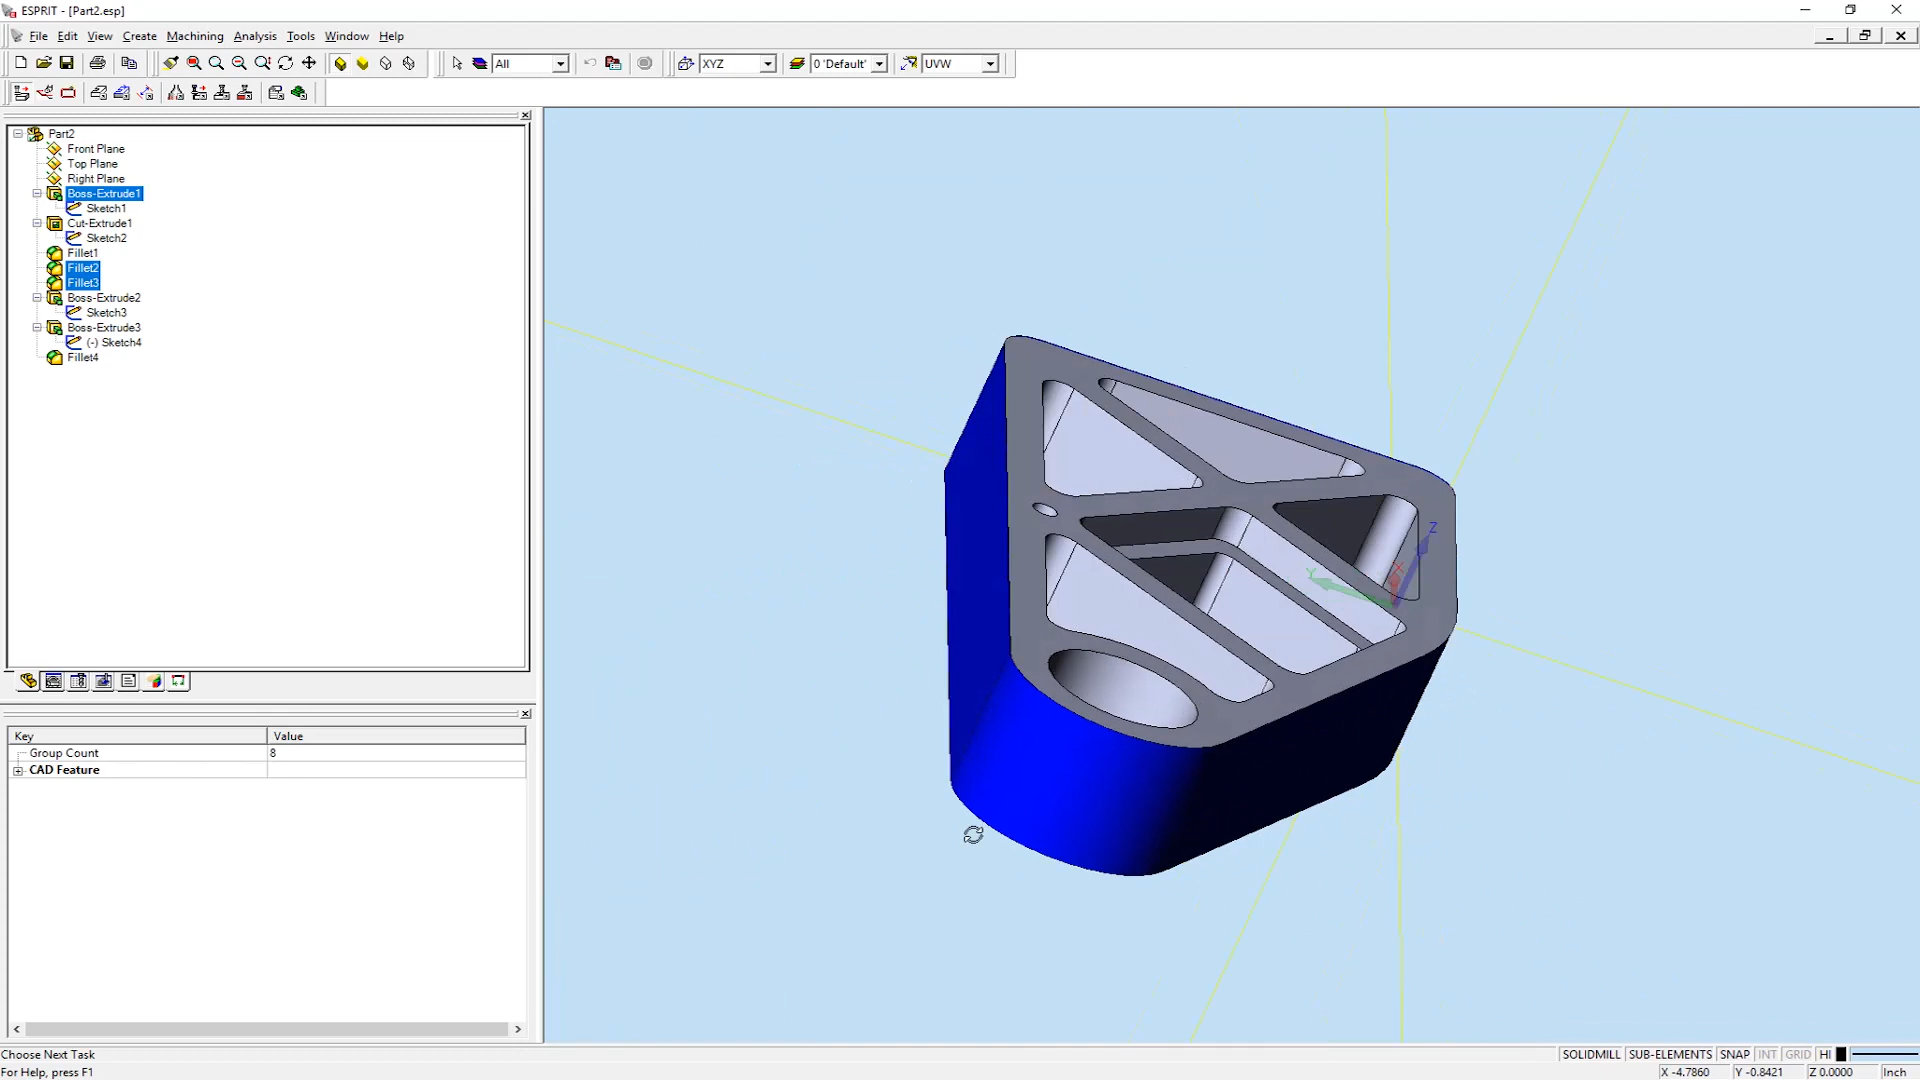 ESPRIT - [Part2.esp]
File Edit View Create Machining Analysis Tools Window Help
All XYZ 0 'Default' UVW
Part2
Front Plane
Top Plane
Right Plane
Boss-Extrude1
Sketch1
Cut-Extrude1
Sketch2
Fillet1
Fillet2
Fillet3
Boss-Extrude2
Sketch3
Boss-Extrude3
(-) Sketch4
Fillet4
Z
X
Y
Key Value
Group Count 8
CAD Feature
Choose Next Task SOLIDMILL SUB-ELEMENTS SNAP INT GRID HI
For Help, press F1 X -4.7860 Y -0.8421 Z 0.0000 Inch